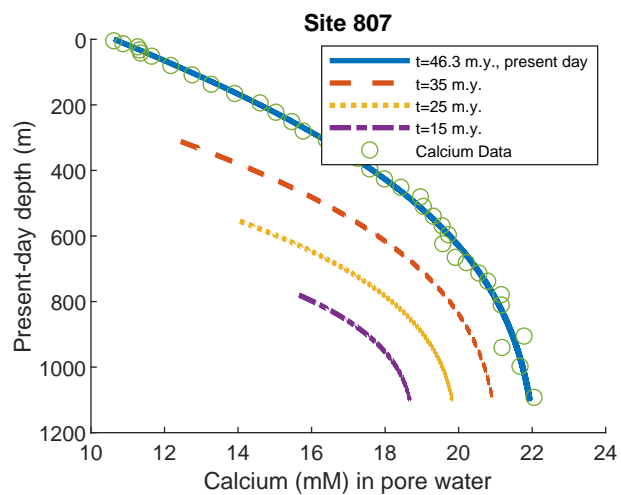 Site 807
0
200
400
600
800
1000
1200
Present-day depth (m)
t=46.3 m.y., present day
t=35 m.y.
t=25 m.y.
t=15 m.y.
Calcium Data
10 12 14 16 18 20 22 24
Calcium (mM) in pore water